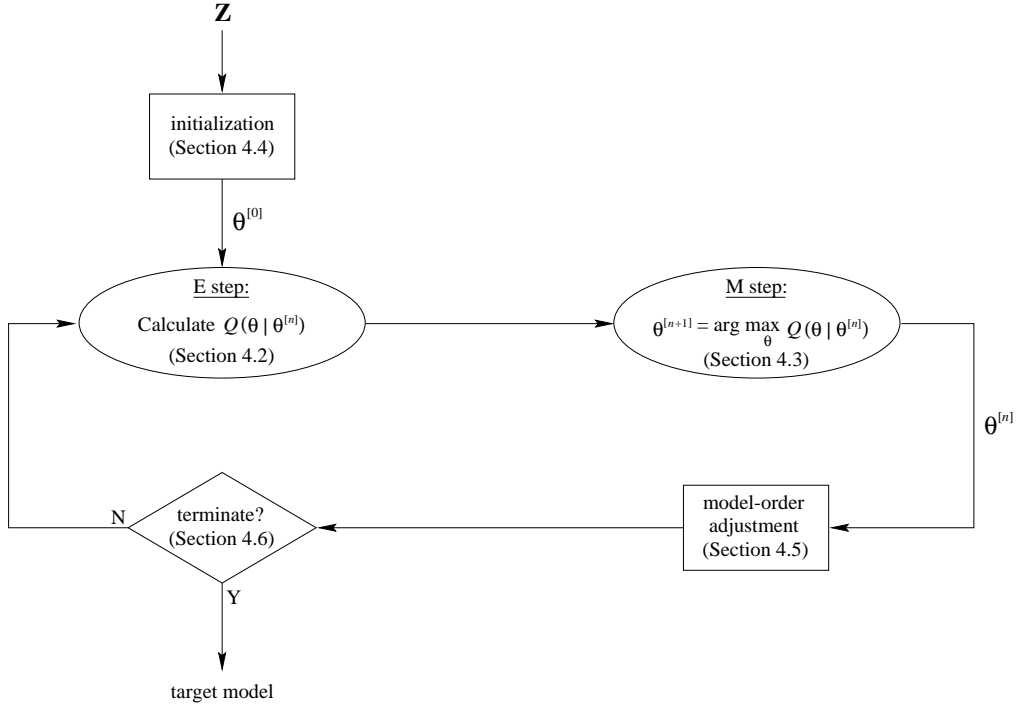 Z
initialization
(Section 4.4)
θ^[0]
E step:
Calculate Q(θ | θ^[n])
(Section 4.2)
M step:
θ^[n+1] = arg max_θ Q(θ | θ^[n])
(Section 4.3)
θ^[n]
model-order
adjustment
(Section 4.5)
terminate?
(Section 4.6)
N
Y
target model